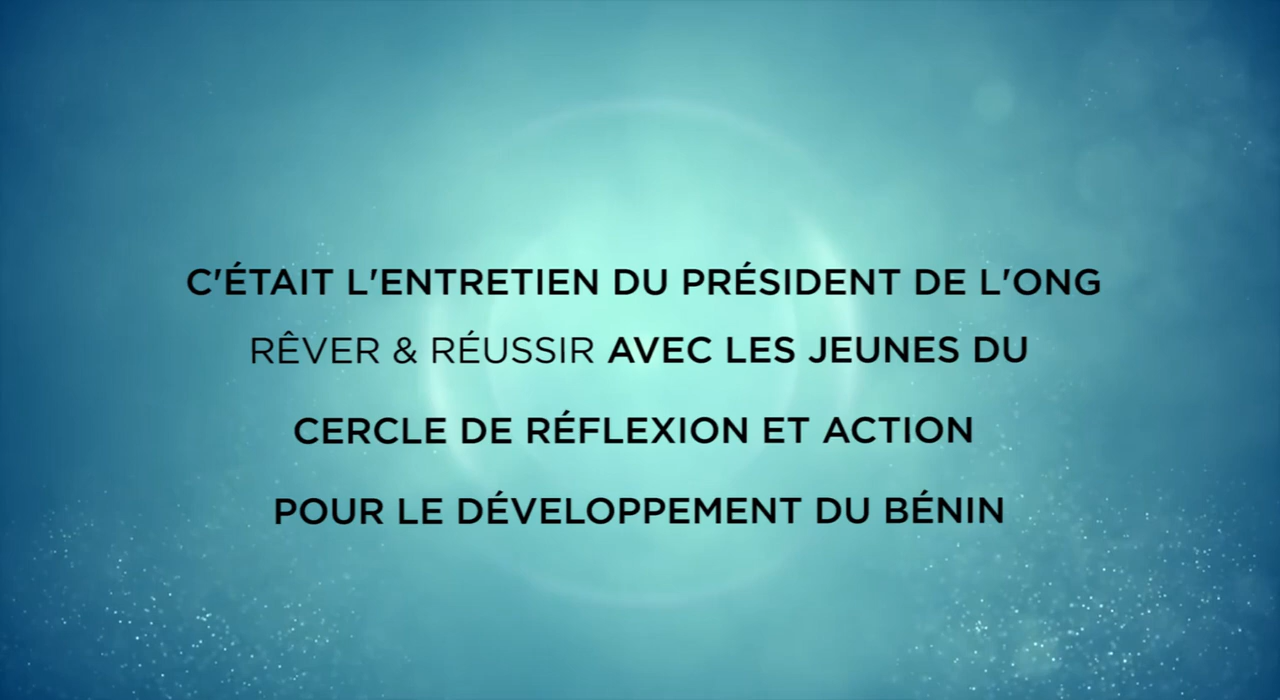 C'ÉTAIT L'ENTRETIEN DU PRÉSIDENT DE L'ONG
RÊVER & RÉUSSIR AVEC LES JEUNES DU
CERCLE DE RÉFLEXION ET ACTION
POUR LE DÉVELOPPEMENT DU BÉNIN